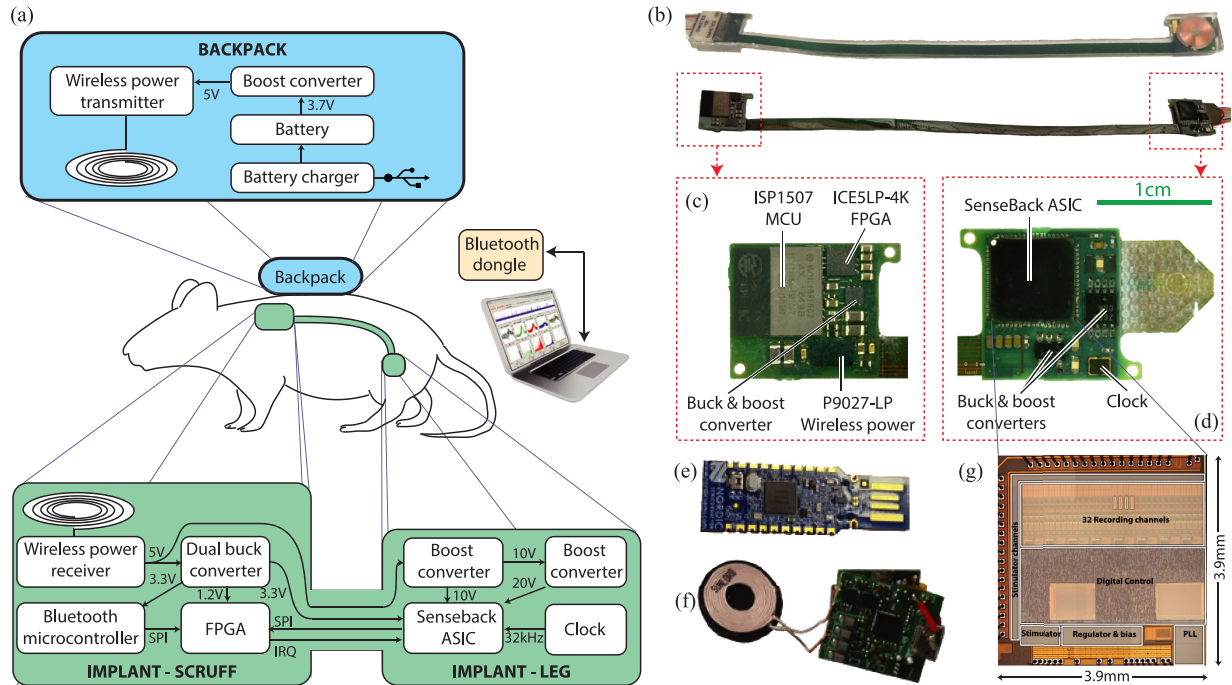 (a)
BACKPACK
Wireless power
transmitter
5V
Boost converter
3.7V
Battery
Battery charger
Backpack
Bluetooth
dongle
Wireless power
receiver
5V
3.3V
Dual buck
converter
1.2V
3.3V
Bluetooth
microcontroller
SPI
FPGA
SPI
IRQ
IMPLANT - SCRUFF
Boost
converter
10V
Boost
converter
10V
20V
Senseback
ASIC
32kHz
Clock
IMPLANT - LEG
(b)
(c)
ISP1507
MCU
ICE5LP-4K
FPGA
Buck & boost
converter
P9027-LP
Wireless power
1cm
SenseBack ASIC
Buck & boost
converters
Clock
(d)
(e)
NORDIC
(f)
(g)
32 Recording channels
Stimulator channels
Digital Control
Stimulator
Regulator & bias
PLL
3.9mm
3.9mm